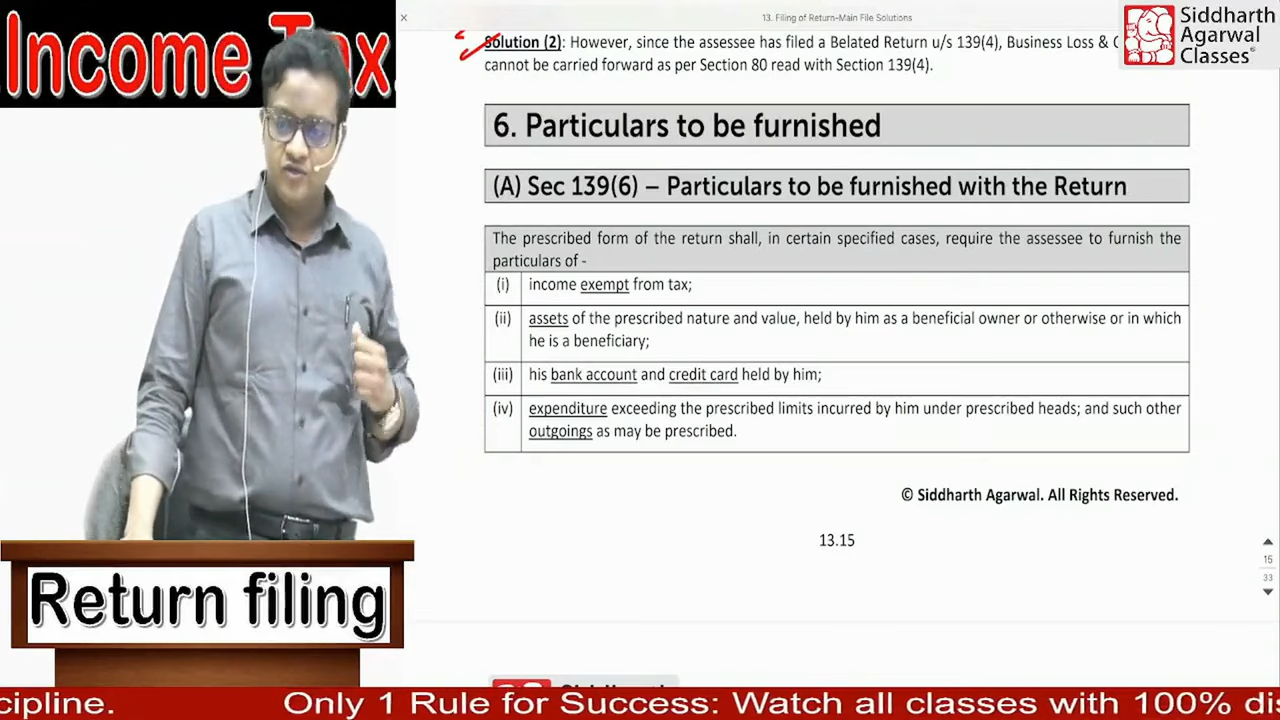 Income Tax.
13. Filing of Return-Main File Solutions
Siddharth
Agarwal
Classes
Solution (2): However, since the assessee has filed a Belated Return u/s 139(4), Business Loss &
cannot be carried forward as per Section 80 read with Section 139(4).
6. Particulars to be furnished
(A) Sec 139(6) – Particulars to be furnished with the Return
The prescribed form of the return shall, in certain specified cases, require the assessee to furnish the
particulars of -
(i) income exempt from tax;
(ii) assets of the prescribed nature and value, held by him as a beneficial owner or otherwise or in which
he is a beneficiary;
(iii) his bank account and credit card held by him;
(iv) expenditure exceeding the prescribed limits incurred by him under prescribed heads; and such other
outgoings as may be prescribed.
© Siddharth Agarwal. All Rights Reserved.
13.15
15
33
Return filing
cipline. Only 1 Rule for Success: Watch all classes with 100% dis